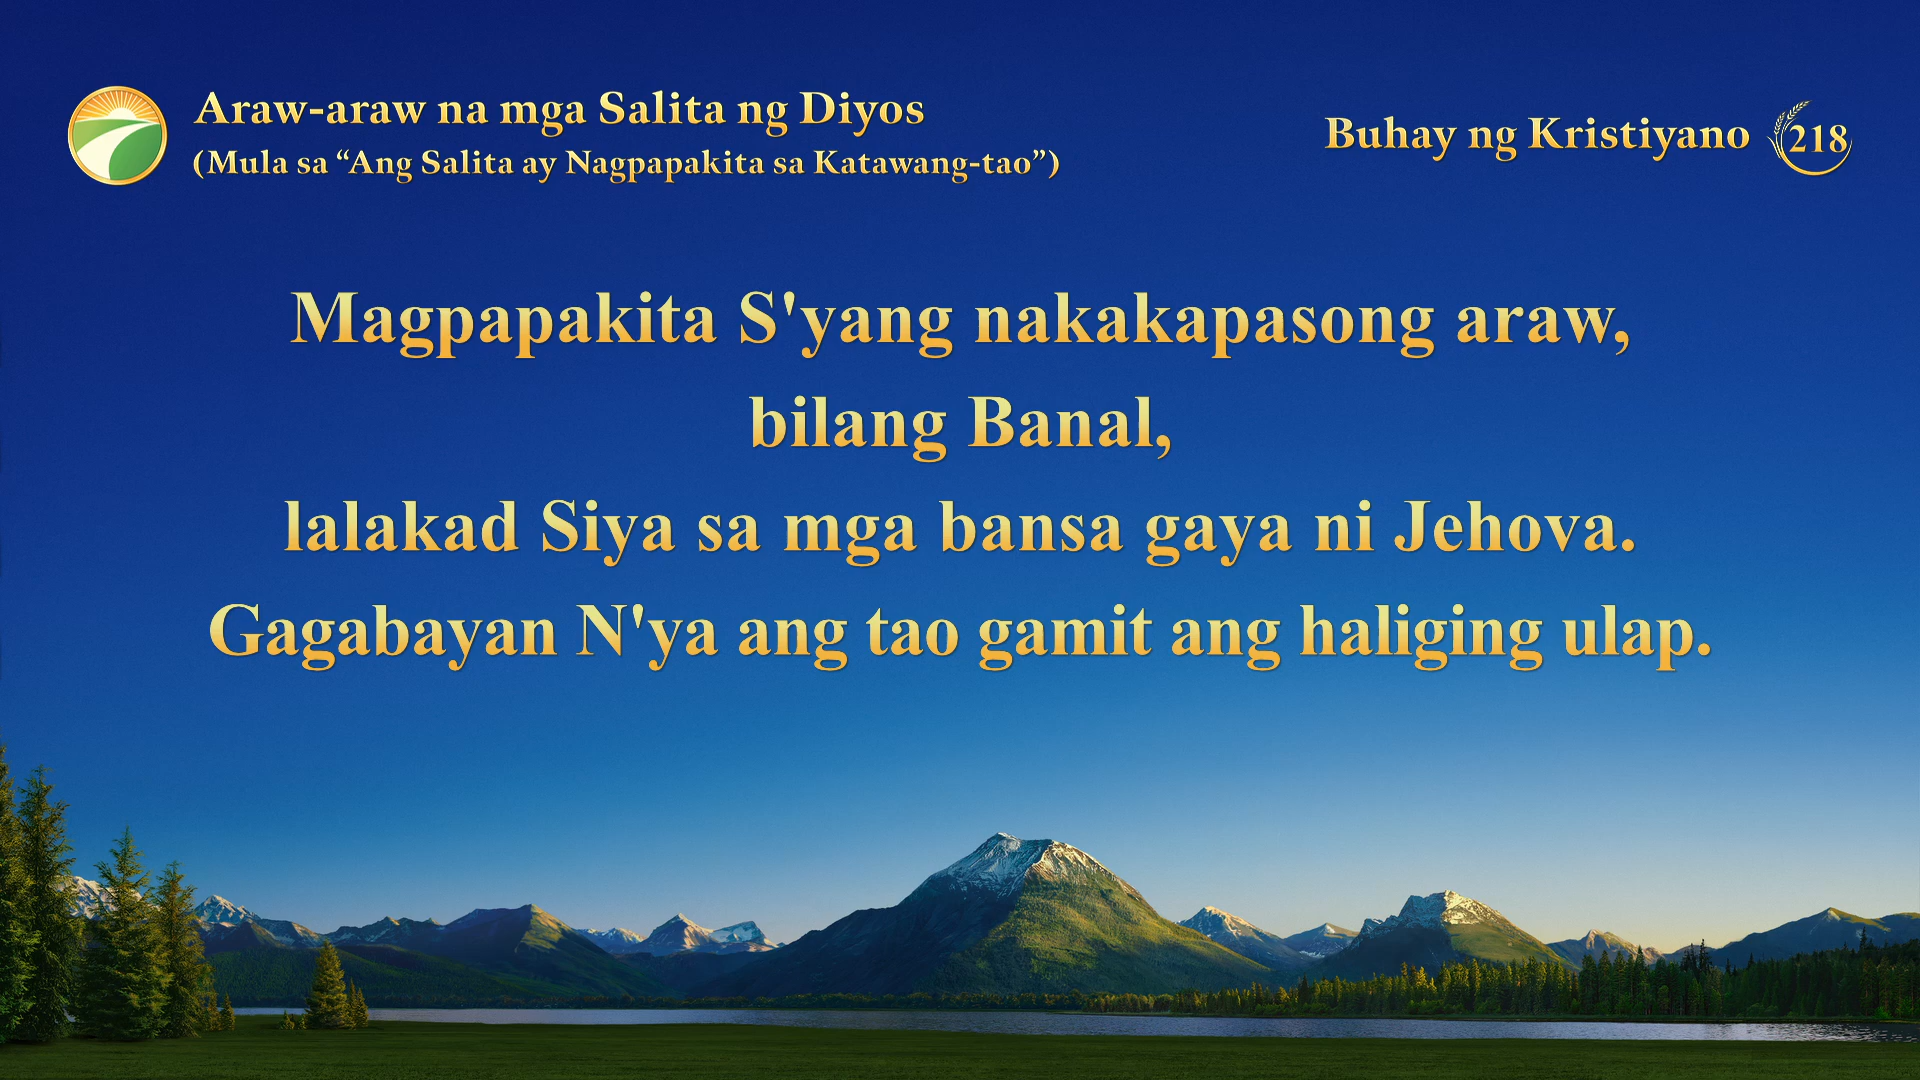 Araw-araw na mga Salita ng Diyos
(Mula sa “Ang Salita ay Nagpapakita sa Katawang-tao”)
Buhay ng Kristiyano 218
Magpapakita S'yang nakakapasong araw,
bilang Banal,
lalakad Siya sa mga bansa gaya ni Jehova.
Gagabayan N'ya ang tao gamit ang haliging ulap.